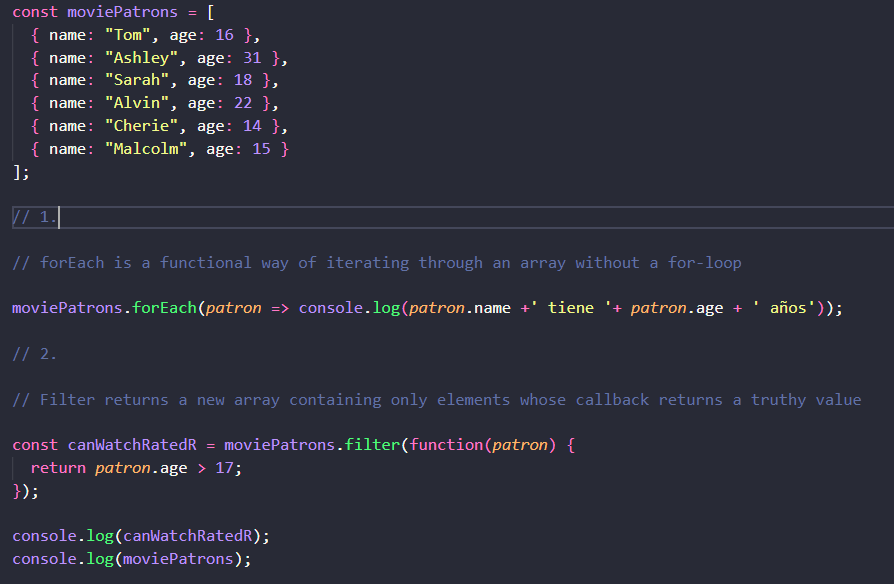 const moviePatrons = [
  { name: "Tom", age: 16 },
  { name: "Ashley", age: 31 },
  { name: "Sarah", age: 18 },
  { name: "Alvin", age: 22 },
  { name: "Cherie", age: 14 },
  { name: "Malcolm", age: 15 }
];
// 1.
// forEach is a functional way of iterating through an array without a for-loop
moviePatrons.forEach(patron => console.log(patron.name +' tiene '+ patron.age + ' años'));
// 2.
// Filter returns a new array containing only elements whose callback returns a truthy value
const canWatchRatedR = moviePatrons.filter(function(patron) {
  return patron.age > 17;
});
console.log(canWatchRatedR);
console.log(moviePatrons);